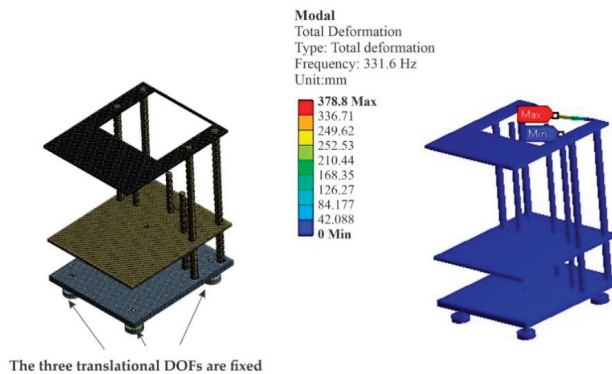 Modal
Total Deformation
Type: Total deformation
Frequency: 331.6 Hz
Unit:mm
378.8 Max
336.71
249.62
252.53
210.44
168.35
126.27
84.177
42.088
0 Min
Max
Min
The three translational DOFs are fixed